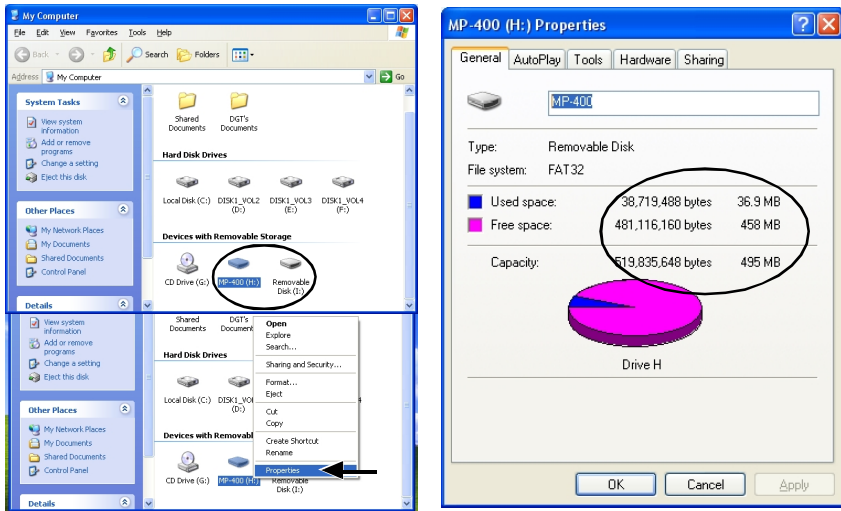 My Computer
File Edit View Favorites Tools Help
Back Search Folders
Address My Computer Go
System Tasks
View system
information
Add or remove
programs
Change a setting
Eject this disk
Other Places
My Network Places
My Documents
Shared Documents
Control Panel
Details
Shared
Documents
DGT's
Documents
Hard Disk Drives
Local Disk (C:)
DISK1_VOL2
(D:)
DISK1_VOL3
(E:)
DISK1_VOL4
(F:)
Devices with Removable Storage
CD Drive (G:)
MP-400 (H:)
Removable
Disk (I:)
View system
information
Add or remove
programs
Change a setting
Eject this disk
Other Places
My Network Places
My Documents
Shared Documents
Control Panel
Details
Shared
Documents
DGT's
Document
Hard Disk Drives
Local Disk (C:)
DISK1_VOL
(D:)
4
Devices with Removabl
CD Drive (G:)
MP-400 (H:)
Removable
Disk (I:)
Open
Explore
Search...
Sharing and Security...
Format...
Eject
Cut
Copy
Create Shortcut
Rename
Properties
MP-400 (H:) Properties
General AutoPlay Tools Hardware Sharing
MP-400
Type: Removable Disk
File system: FAT32
Used space: 38,719,488 bytes 36.9 MB
Free space: 481,116,160 bytes 458 MB
Capacity: 519,835,648 bytes 495 MB
Drive H
OK Cancel Apply